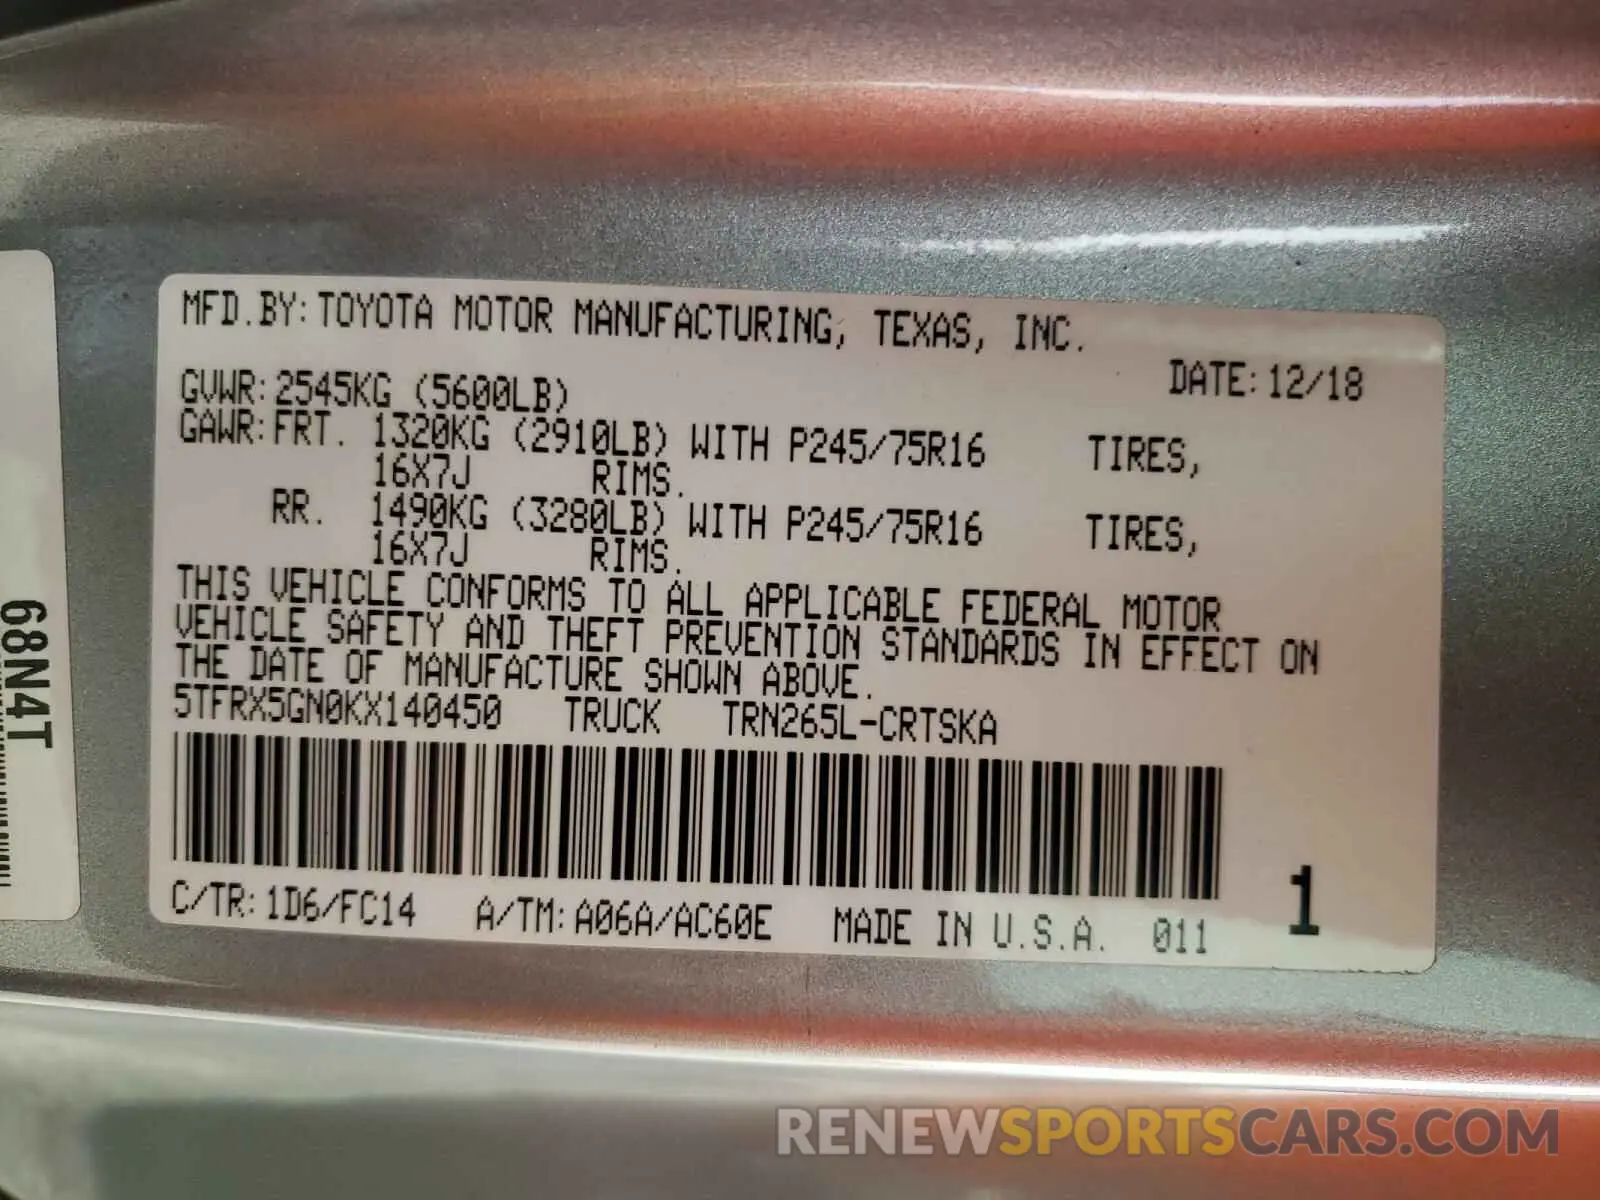 MFD.BY:TOYOTA MOTOR MANUFACTURING, TEXAS, INC.
DATE:12/18
GVWR:2545KG (5600LB)
GAWR:FRT. 1320KG (2910LB) WITH P245/75R16 TIRES,
16X7J RIMS.
RR. 1490KG (3280LB) WITH P245/75R16 TIRES,
16X7J RIMS.
THIS VEHICLE CONFORMS TO ALL APPLICABLE FEDERAL MOTOR
VEHICLE SAFETY AND THEFT PREVENTION STANDARDS IN EFFECT ON
THE DATE OF MANUFACTURE SHOWN ABOVE.
5TFRX5GN0KX140450 TRUCK TRN265L-CRTSKA
C/TR:1D6/FC14 A/TM:A06A/AC60E MADE IN U.S.A. 011
1
68N4T
RENEWSPORTSCARS.COM